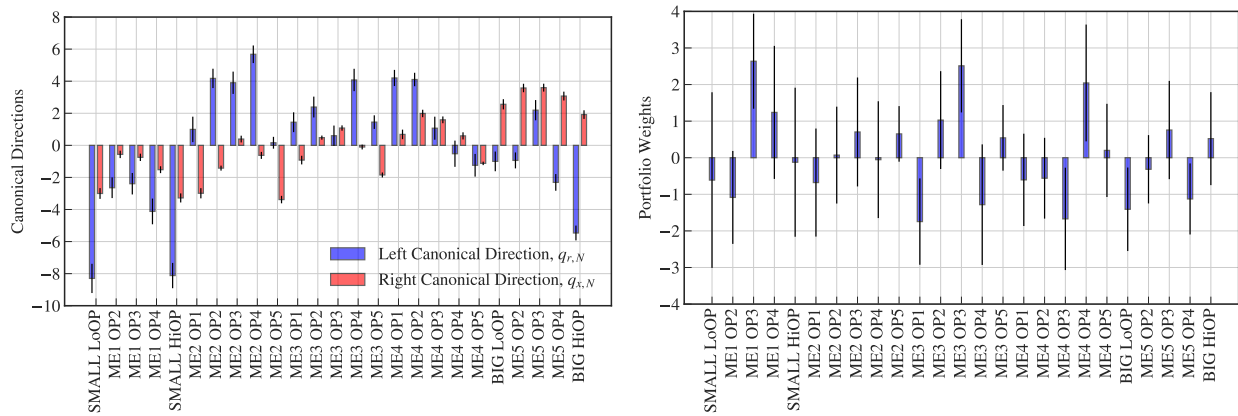 Canonical Directions
8
6
4
2
0
−2
−4
−6
−8
−10
Left Canonical Direction, q_{r,N}
Right Canonical Direction, q_{x,N}
SMALL LoOP
ME1 OP2
ME1 OP3
ME1 OP4
SMALL HiOP
ME2 OP1
ME2 OP2
ME2 OP3
ME2 OP4
ME2 OP5
ME3 OP1
ME3 OP2
ME3 OP3
ME3 OP4
ME3 OP5
ME4 OP1
ME4 OP2
ME4 OP3
ME4 OP4
ME4 OP5
BIG LoOP
ME5 OP2
ME5 OP3
ME5 OP4
BIG HiOP
Portfolio Weights
4
3
2
1
0
−1
−2
−3
−4
SMALL LoOP
ME1 OP2
ME1 OP3
ME1 OP4
SMALL HiOP
ME2 OP1
ME2 OP2
ME2 OP3
ME2 OP4
ME2 OP5
ME3 OP1
ME3 OP2
ME3 OP3
ME3 OP4
ME3 OP5
ME4 OP1
ME4 OP2
ME4 OP3
ME4 OP4
ME4 OP5
BIG LoOP
ME5 OP2
ME5 OP3
ME5 OP4
BIG HiOP